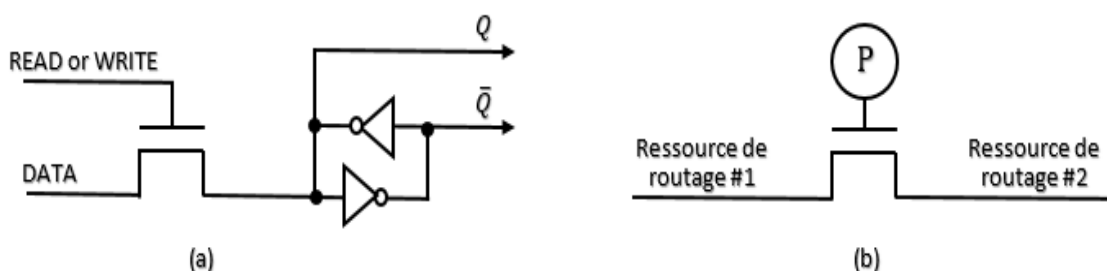 Q
READ or WRITE
Q̄
DATA
(a)
P
Ressource de
routage #1
Ressource de
routage #2
(b)